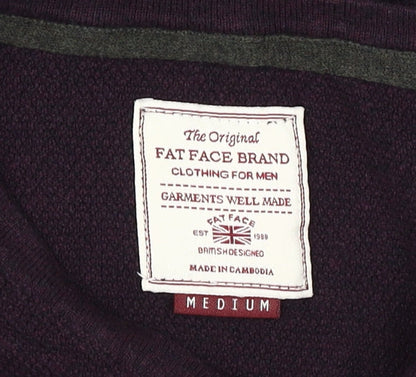 The Original
FAT FACE BRAND
CLOTHING FOR MEN
GARMENTS WELL MADE
FAT FACE
EST 1988
BRITISH DESIGNED
MADE IN CAMBODIA
MEDIUM